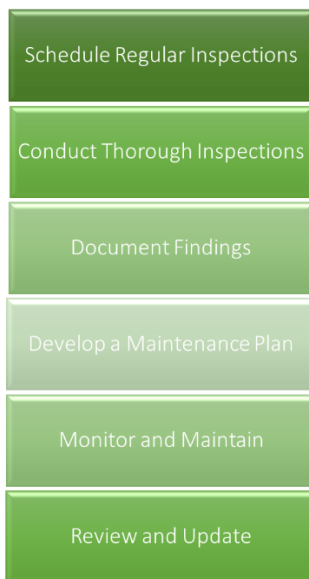 Schedule Regular Inspections
Conduct Thorough Inspections
Document Findings
Develop a Maintenance Plan
Monitor and Maintain
Review and Update